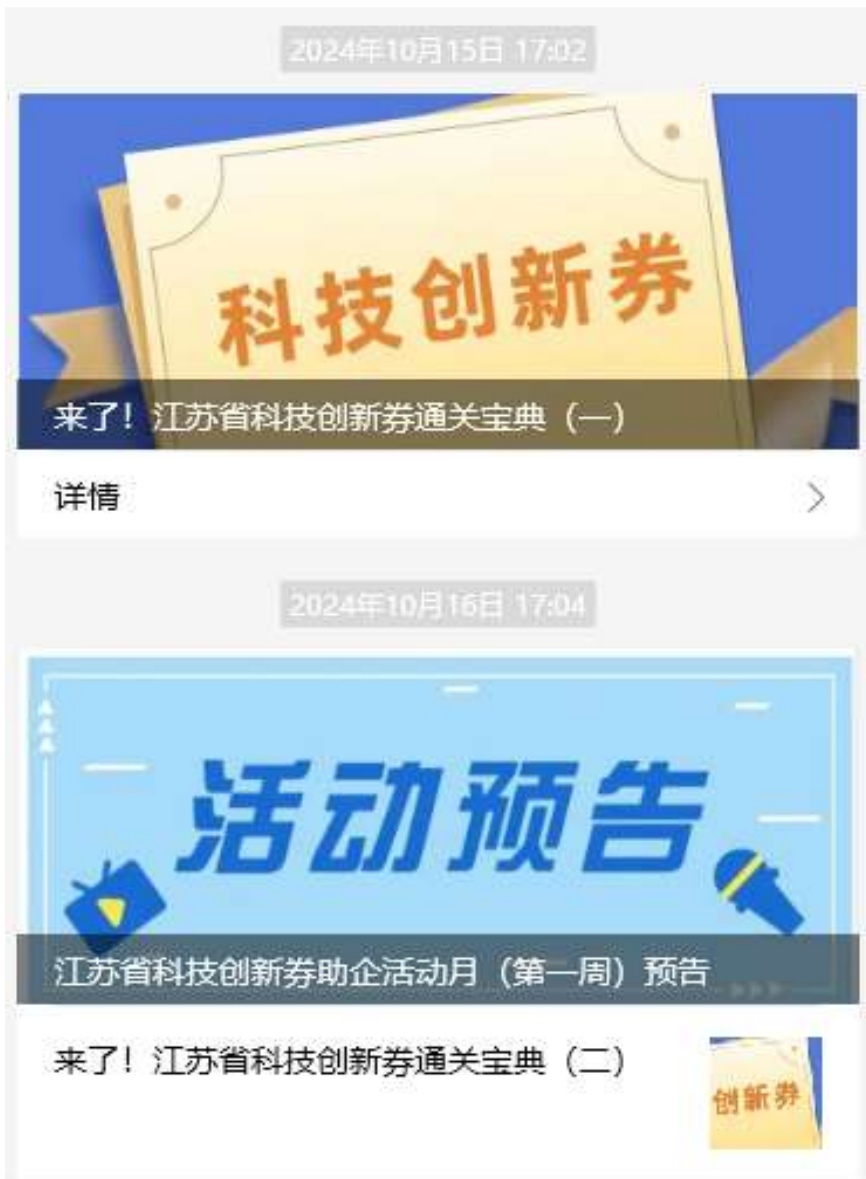 2024年10月15日 17:02
科技创新券
来了！江苏省科技创新券通关宝典（一）
详情
2024年10月16日 17:04
活动预告
江苏省科技创新券助企活动月（第一周）预告
来了！江苏省科技创新券通关宝典（二）
创新券